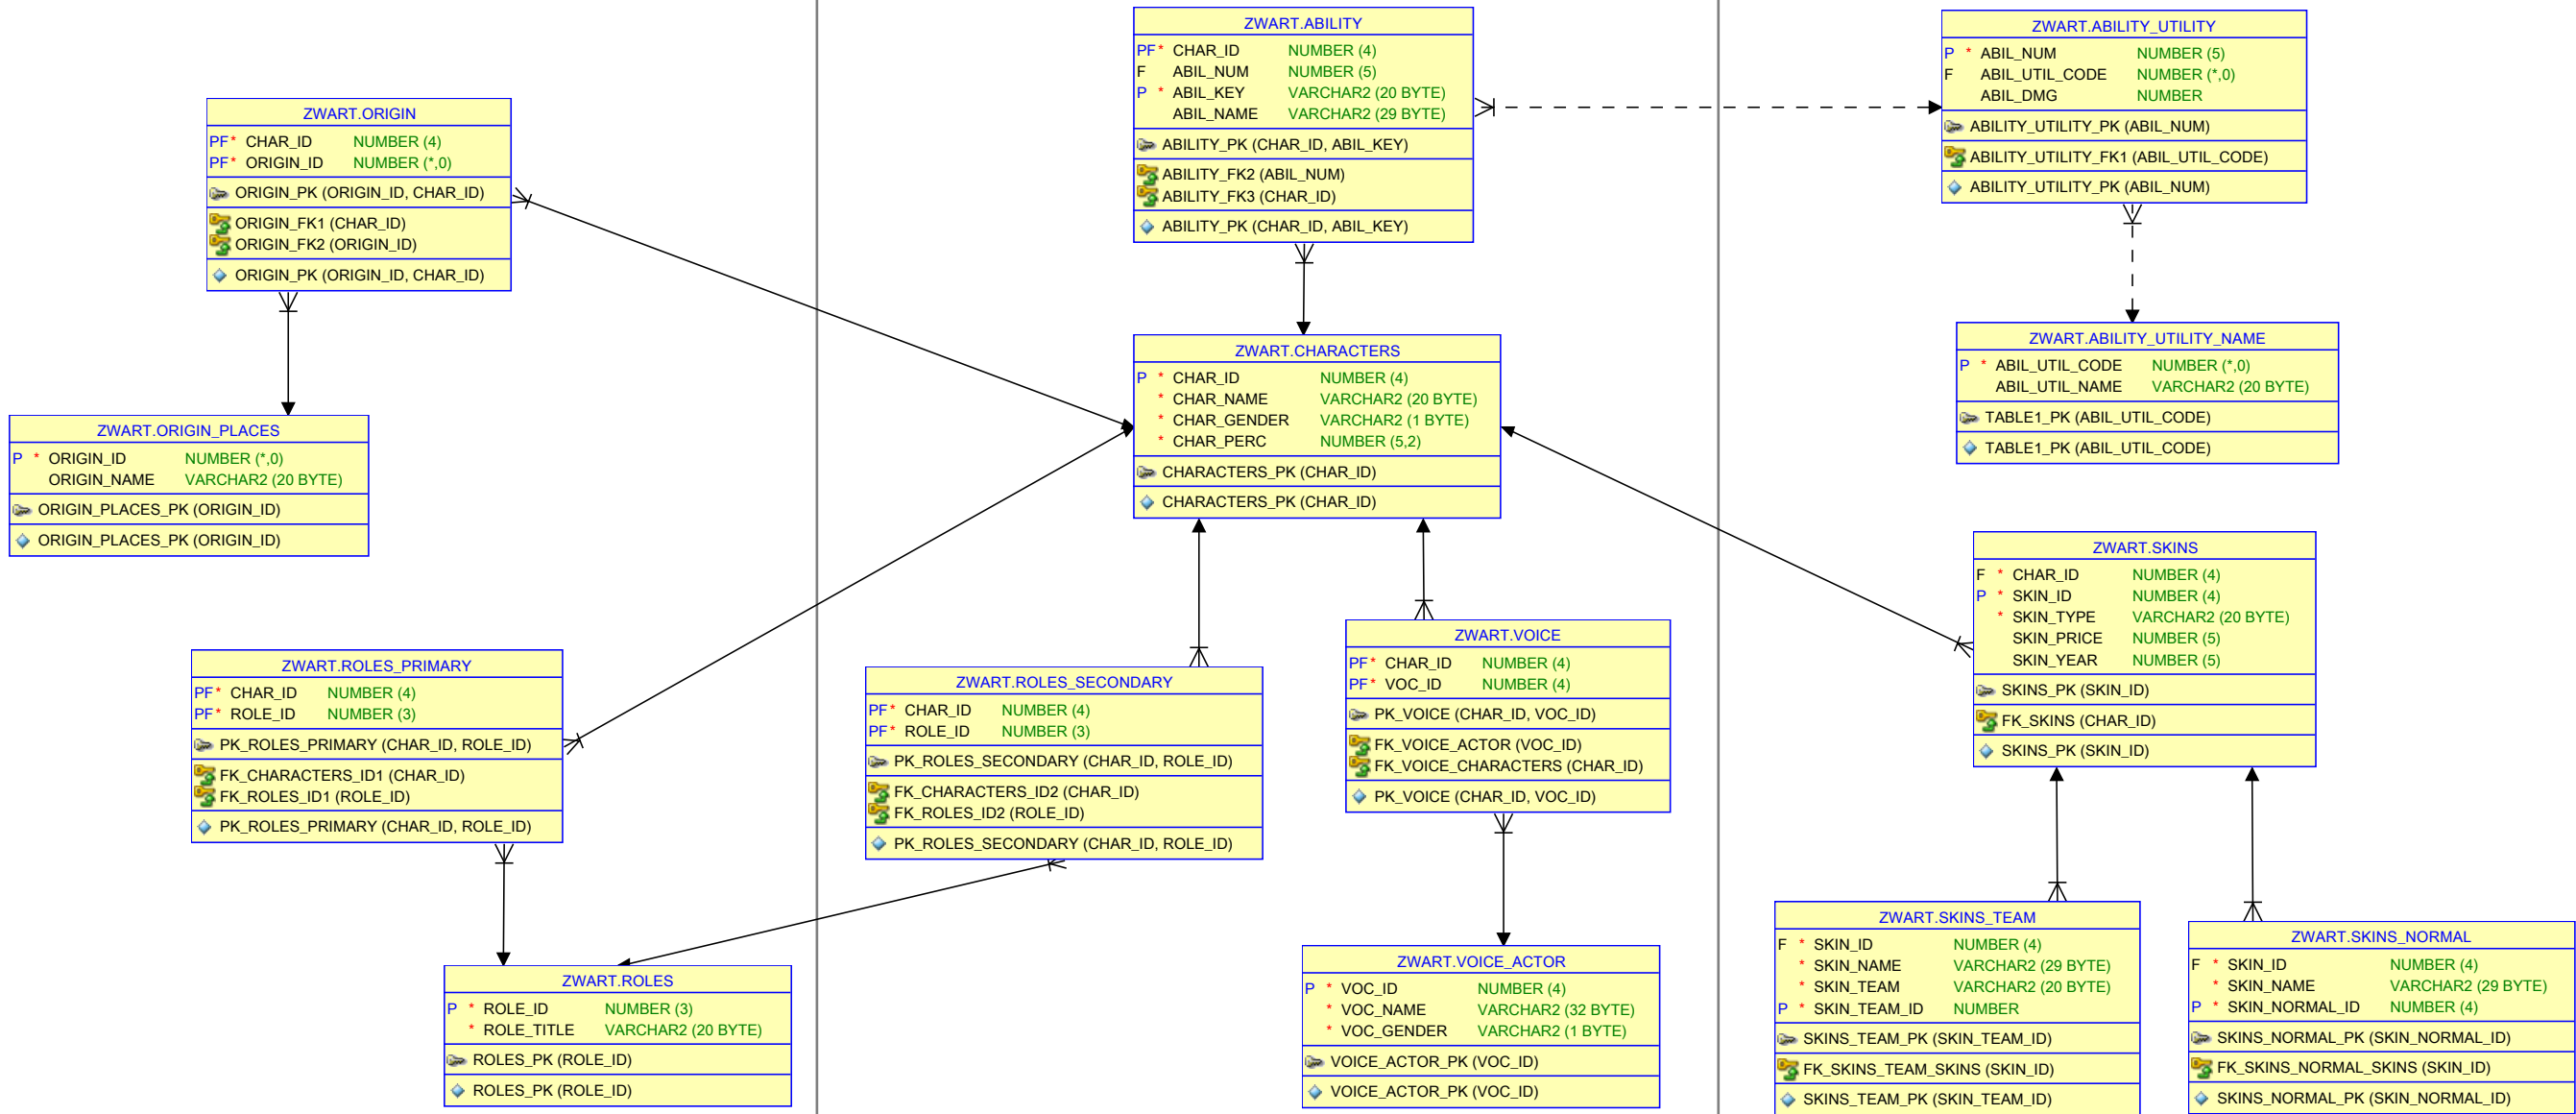 ZWART.ORIGIN
PF* CHAR_ID NUMBER (4)
PF* ORIGIN_ID NUMBER (*,0)
ORIGIN_PK (ORIGIN_ID, CHAR_ID)
ORIGIN_FK1 (CHAR_ID)
ORIGIN_FK2 (ORIGIN_ID)
ORIGIN_PK (ORIGIN_ID, CHAR_ID)
ZWART.ORIGIN_PLACES
P * ORIGIN_ID NUMBER (*,0)
ORIGIN_NAME VARCHAR2 (20 BYTE)
ORIGIN_PLACES_PK (ORIGIN_ID)
ORIGIN_PLACES_PK (ORIGIN_ID)
ZWART.ROLES_PRIMARY
PF* CHAR_ID NUMBER (4)
PF* ROLE_ID NUMBER (3)
PK_ROLES_PRIMARY (CHAR_ID, ROLE_ID)
FK_CHARACTERS_ID1 (CHAR_ID)
FK_ROLES_ID1 (ROLE_ID)
PK_ROLES_PRIMARY (CHAR_ID, ROLE_ID)
ZWART.ROLES
P * ROLE_ID NUMBER (3)
* ROLE_TITLE VARCHAR2 (20 BYTE)
ROLES_PK (ROLE_ID)
ROLES_PK (ROLE_ID)
ZWART.ABILITY
PF* CHAR_ID NUMBER (4)
F ABIL_NUM NUMBER (5)
P * ABIL_KEY VARCHAR2 (20 BYTE)
ABIL_NAME VARCHAR2 (29 BYTE)
ABILITY_PK (CHAR_ID, ABIL_KEY)
ABILITY_FK2 (ABIL_NUM)
ABILITY_FK3 (CHAR_ID)
ABILITY_PK (CHAR_ID, ABIL_KEY)
ZWART.CHARACTERS
P * CHAR_ID NUMBER (4)
* CHAR_NAME VARCHAR2 (20 BYTE)
* CHAR_GENDER VARCHAR2 (1 BYTE)
* CHAR_PERC NUMBER (5,2)
CHARACTERS_PK (CHAR_ID)
CHARACTERS_PK (CHAR_ID)
ZWART.ROLES_SECONDARY
PF* CHAR_ID NUMBER (4)
PF* ROLE_ID NUMBER (3)
PK_ROLES_SECONDARY (CHAR_ID, ROLE_ID)
FK_CHARACTERS_ID2 (CHAR_ID)
FK_ROLES_ID2 (ROLE_ID)
PK_ROLES_SECONDARY (CHAR_ID, ROLE_ID)
ZWART.VOICE
PF* CHAR_ID NUMBER (4)
PF* VOC_ID NUMBER (4)
PK_VOICE (CHAR_ID, VOC_ID)
FK_VOICE_ACTOR (VOC_ID)
FK_VOICE_CHARACTERS (CHAR_ID)
PK_VOICE (CHAR_ID, VOC_ID)
ZWART.VOICE_ACTOR
P * VOC_ID NUMBER (4)
* VOC_NAME VARCHAR2 (32 BYTE)
* VOC_GENDER VARCHAR2 (1 BYTE)
VOICE_ACTOR_PK (VOC_ID)
VOICE_ACTOR_PK (VOC_ID)
ZWART.ABILITY_UTILITY
P * ABIL_NUM NUMBER (5)
F ABIL_UTIL_CODE NUMBER (*,0)
ABIL_DMG NUMBER
ABILITY_UTILITY_PK (ABIL_NUM)
ABILITY_UTILITY_FK1 (ABIL_UTIL_CODE)
ABILITY_UTILITY_PK (ABIL_NUM)
ZWART.ABILITY_UTILITY_NAME
P * ABIL_UTIL_CODE NUMBER (*,0)
ABIL_UTIL_NAME VARCHAR2 (20 BYTE)
TABLE1_PK (ABIL_UTIL_CODE)
TABLE1_PK (ABIL_UTIL_CODE)
ZWART.SKINS
F * CHAR_ID NUMBER (4)
P * SKIN_ID NUMBER (4)
* SKIN_TYPE VARCHAR2 (20 BYTE)
SKIN_PRICE NUMBER (5)
SKIN_YEAR NUMBER (5)
SKINS_PK (SKIN_ID)
FK_SKINS (CHAR_ID)
SKINS_PK (SKIN_ID)
ZWART.SKINS_TEAM
F * SKIN_ID NUMBER (4)
* SKIN_NAME VARCHAR2 (29 BYTE)
* SKIN_TEAM VARCHAR2 (20 BYTE)
P * SKIN_TEAM_ID NUMBER
SKINS_TEAM_PK (SKIN_TEAM_ID)
FK_SKINS_TEAM_SKINS (SKIN_ID)
SKINS_TEAM_PK (SKIN_TEAM_ID)
ZWART.SKINS_NORMAL
F * SKIN_ID NUMBER (4)
* SKIN_NAME VARCHAR2 (29 BYTE)
P * SKIN_NORMAL_ID NUMBER (4)
SKINS_NORMAL_PK (SKIN_NORMAL_ID)
FK_SKINS_NORMAL_SKINS (SKIN_ID)
SKINS_NORMAL_PK (SKIN_NORMAL_ID)